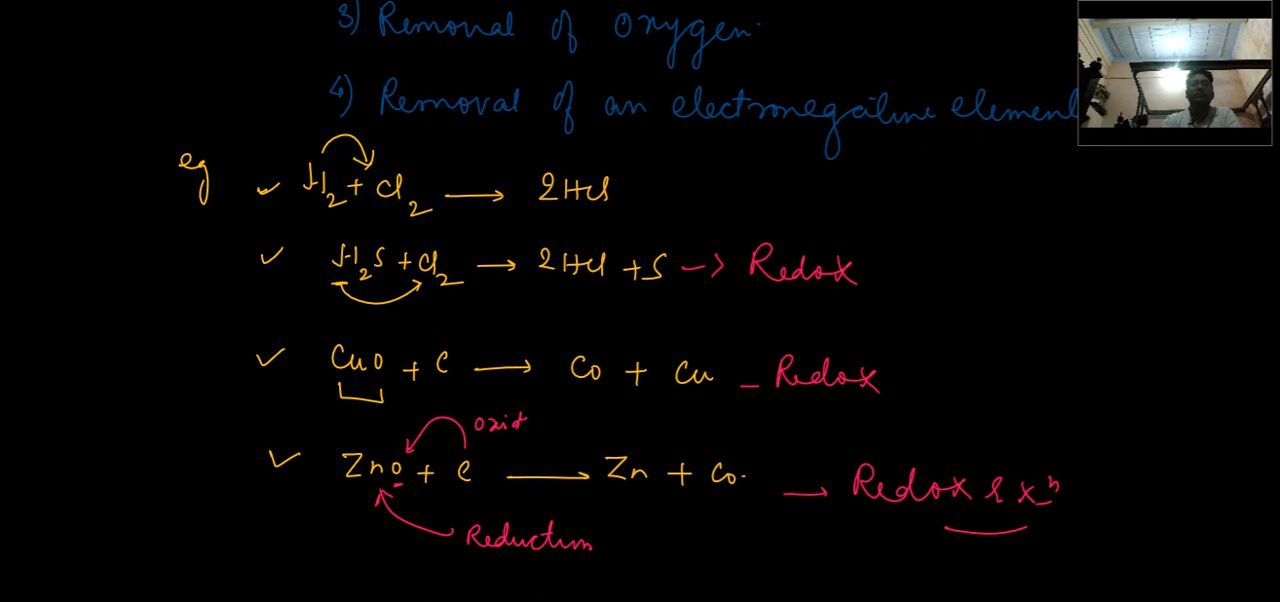 3) Removal of oxygen.
4) Removal of an electronegative element
eg ✓ H2 + Cl2 ⟶ 2HCl
✓ H2S + Cl2 ⟶ 2HCl + S → Redox
✓ CuO + C ⟶ Co + Cu - Redox
oxid
✓ ZnO + C ⟶ Zn + Co. → Redox rxn
Reduction